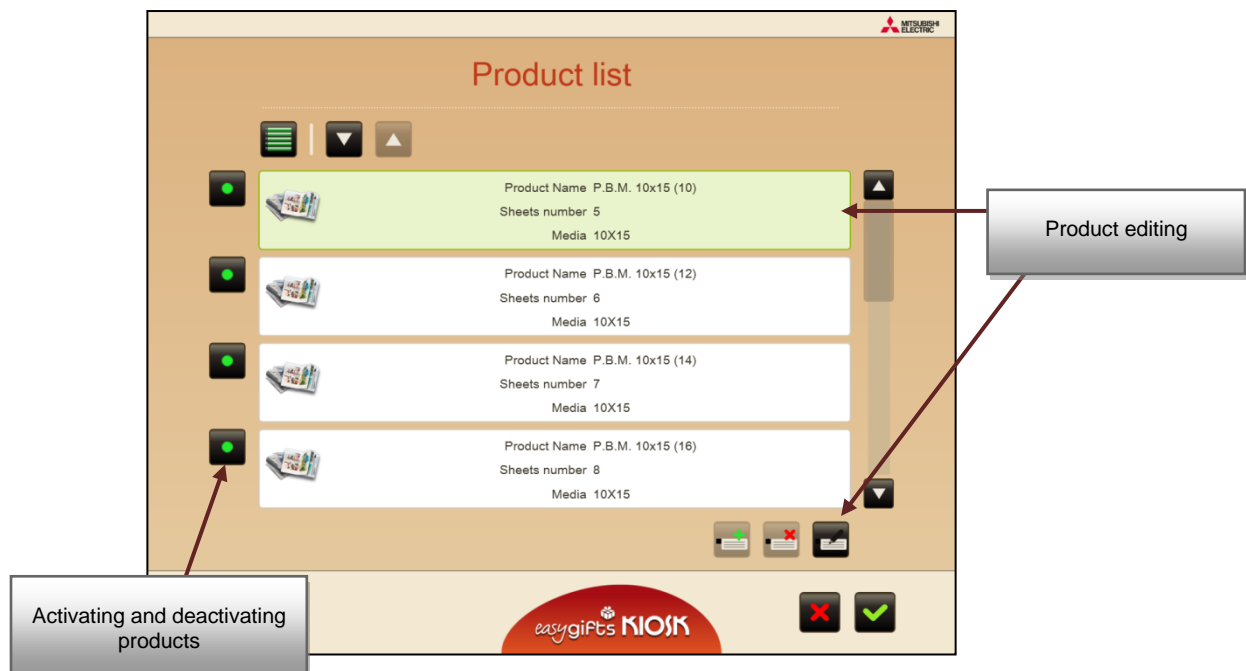 MITSUBISHI
ELECTRIC
Product list
Product Name P.B.M. 10x15 (10)
Sheets number 5
Media 10X15
Product Name P.B.M. 10x15 (12)
Sheets number 6
Media 10X15
Product Name P.B.M. 10x15 (14)
Sheets number 7
Media 10X15
Product Name P.B.M. 10x15 (16)
Sheets number 8
Media 10X15
Product editing
Activating and deactivating
products
easygifts KIOSK